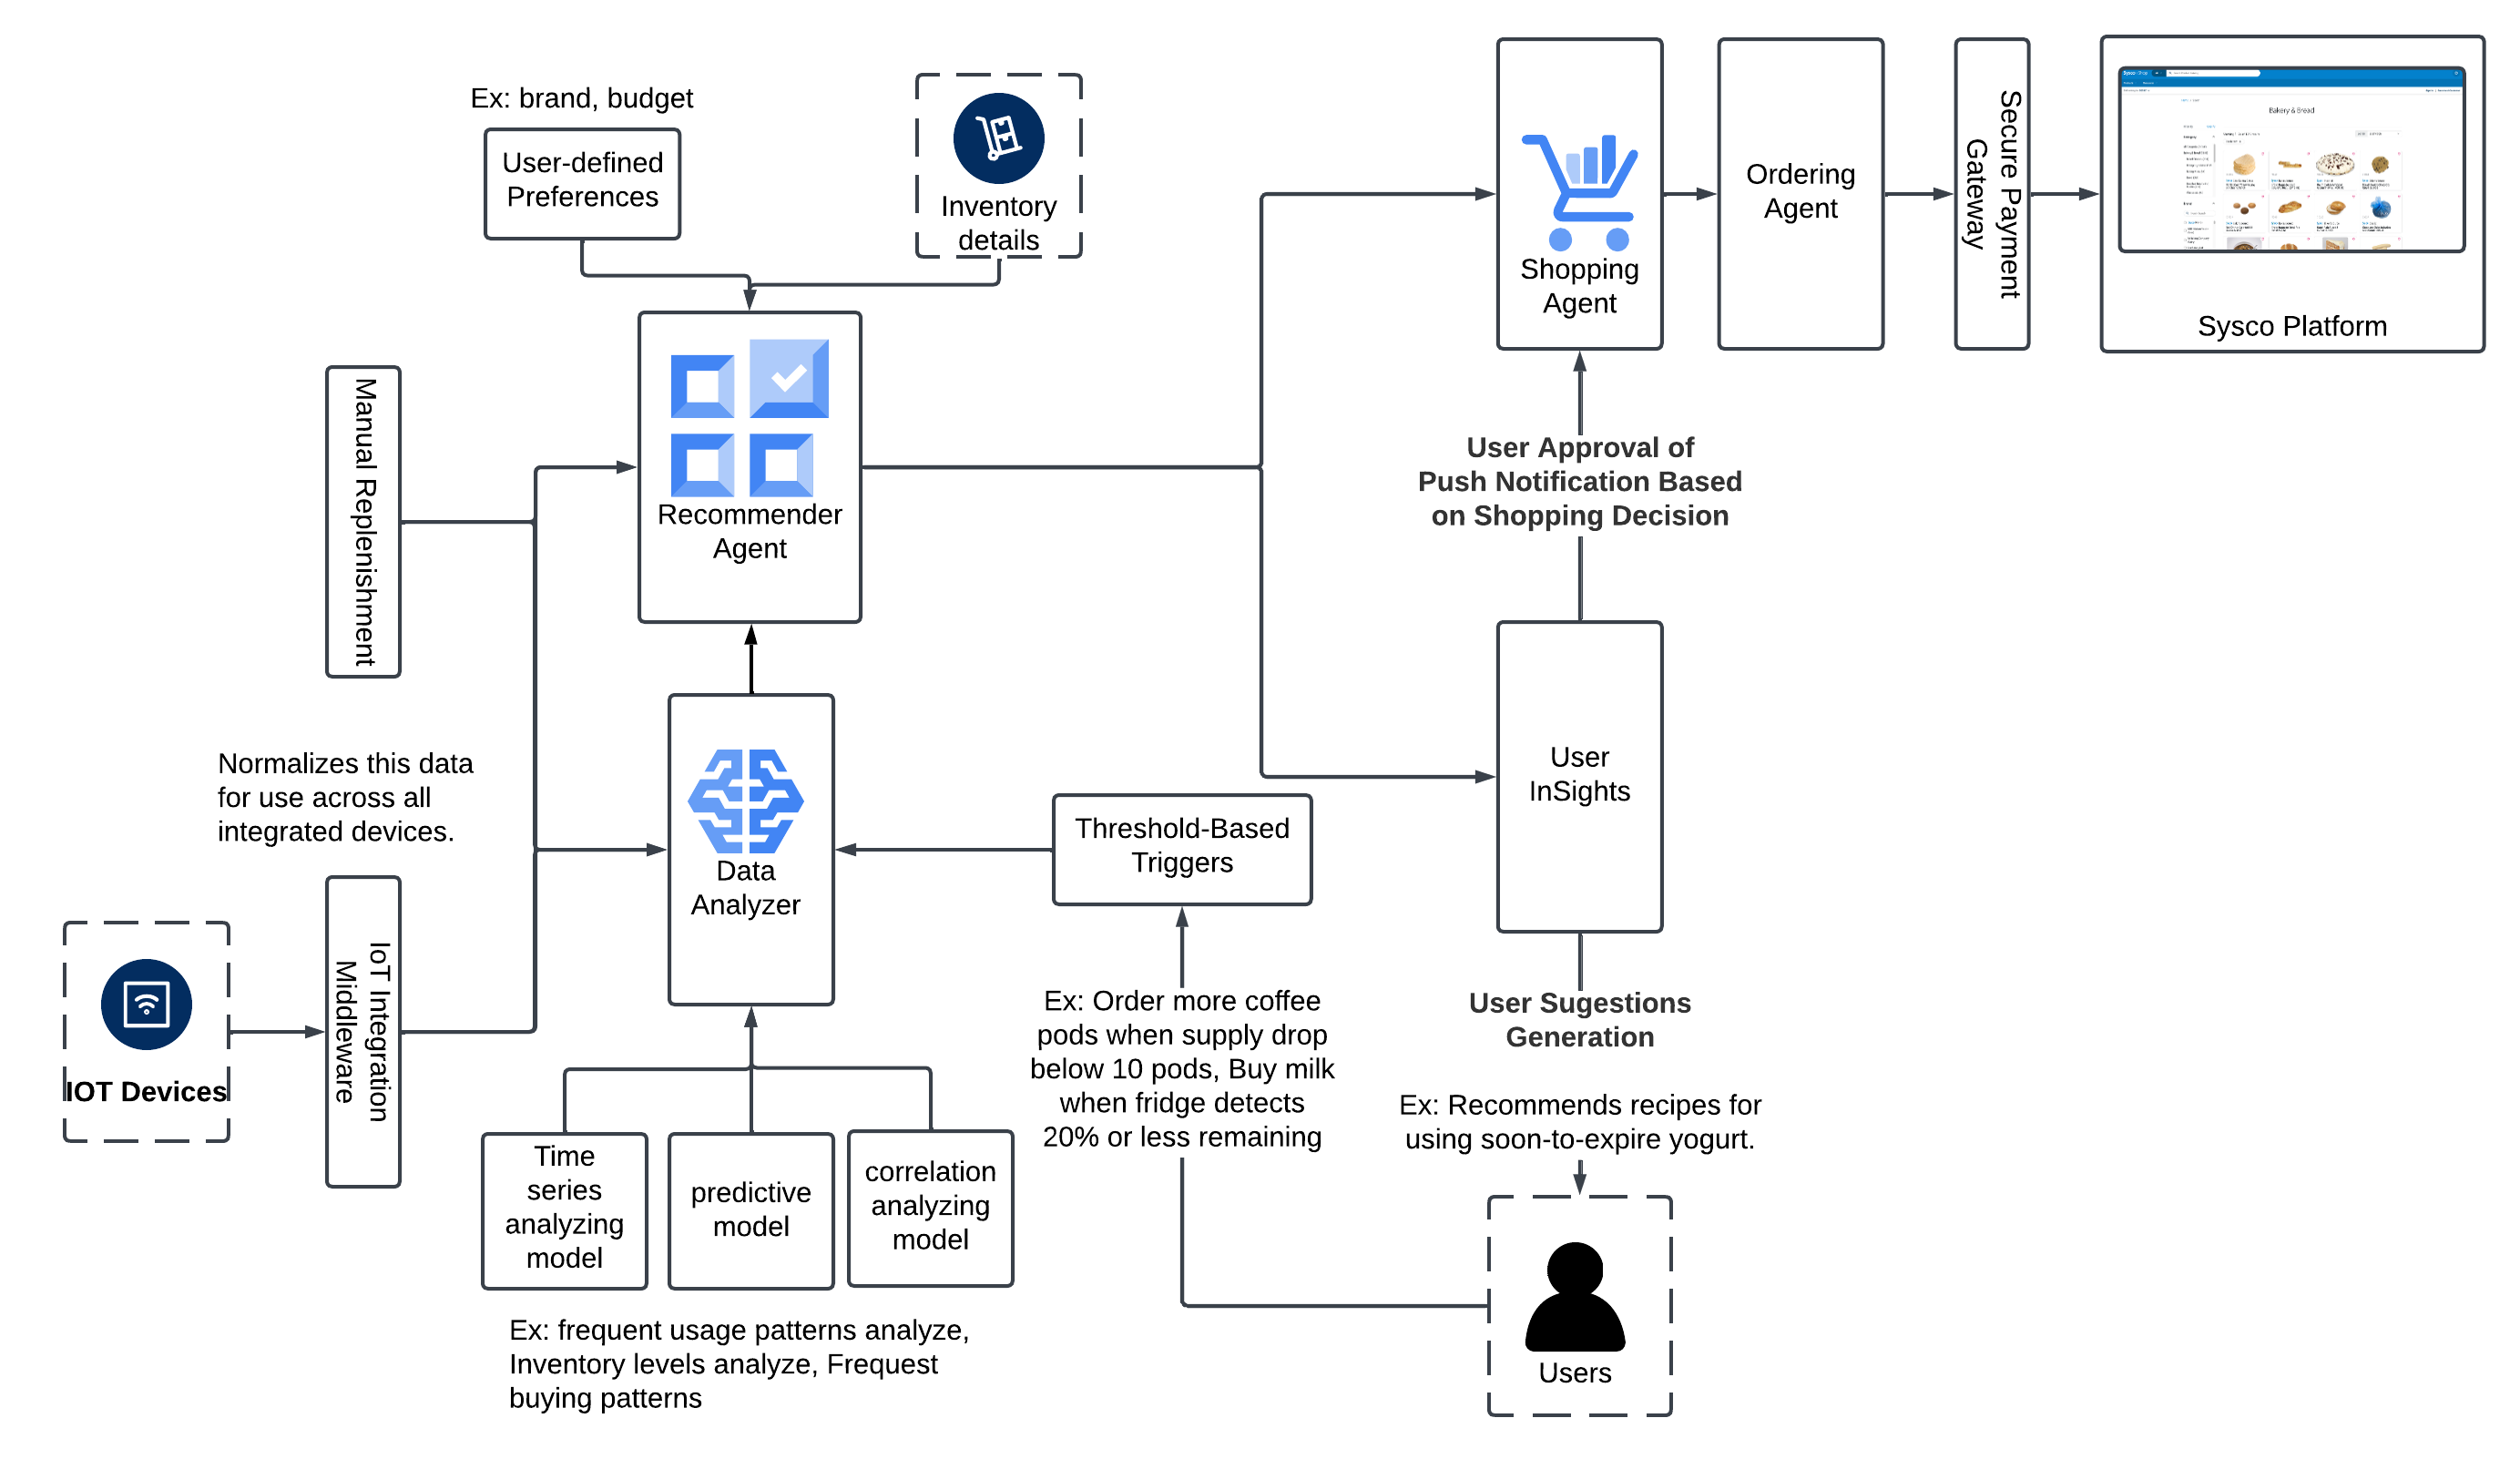 Ex: brand, budget
User-defined
Preferences
Inventory
details
Shopping
Agent
Ordering
Agent
Secure Payment
Gateway
Bakery & Bread
Sysco Platform
Manual Replenishment
Recommender
Agent
User Approval of
Push Notification Based
on Shopping Decision
Normalizes this data
for use across all
integrated devices.
Data
Analyzer
Threshold-Based
Triggers
User
InSights
IOT Devices
IoT Integration
Middleware
Ex: Order more coffee
pods when supply drop
below 10 pods, Buy milk
when fridge detects
20% or less remaining
User Sugestions
Generation
Ex: Recommends recipes for
using soon-to-expire yogurt.
Time
series
analyzing
model
predictive
model
correlation
analyzing
model
Ex: frequent usage patterns analyze,
Inventory levels analyze, Frequest
buying patterns
Users